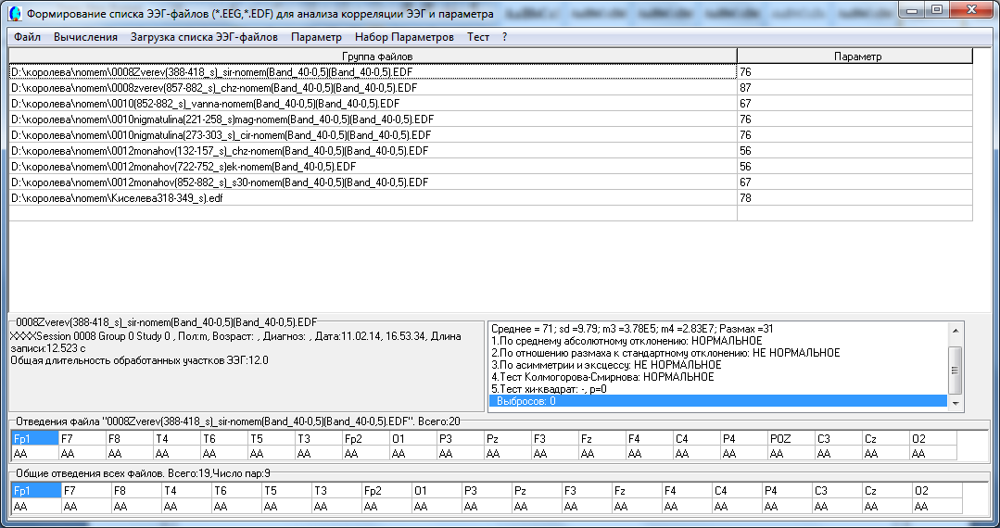 Формирование списка ЭЭГ-файлов (*.EEG,*.EDF) для анализа корреляции ЭЭГ и параметра
Файл Вычисления Загрузка списка ЭЭГ-файлов Параметр Набор Параметров Тест ?
Группа файлов Параметр
D:\королева\nomem\0008Zverev(388-418_s)_sir-nomem(Band_40-0,5)(Band_40-0,5).EDF 76
D:\королева\nomem\0008zverev(857-882_s)_chz-nomem(Band_40-0,5)(Band_40-0,5).EDF 87
D:\королева\nomem\0010(852-882_s)_vanna-nomem(Band_40-0,5)(Band_40-0,5).EDF 67
D:\королева\nomem\0010nigmatulina(221-258_s)mag-nomem(Band_40-0,5)(Band_40-0,5).EDF 76
D:\королева\nomem\0010nigmatulina(273-303_s)_cir-nomem(Band_40-0,5)(Band_40-0,5).EDF 76
D:\королева\nomem\0012monahov(132-157_s)_chz-nomem(Band_40-0,5)(Band_40-0,5).EDF 56
D:\королева\nomem\0012monahov(722-752_s)ek-nomem(Band_40-0,5)(Band_40-0,5).EDF 56
D:\королева\nomem\0012monahov(852-882_s)_s30-nomem(Band_40-0,5)(Band_40-0,5).EDF 67
D:\королева\nomem\Киселева318-349_s).edf 78
0008Zverev(388-418_s)_sir-nomem(Band_40-0,5)(Band_40-0,5).EDF
XXXXSession 0008 Group 0 Study 0 , Пол:m, Возраст: , Диагноз: , Дата:11.02.14, 16.53.34, Длина
записи:12.523 с
Общая длительность обработанных участков ЭЭГ:12.0
Среднее = 71; sd =9.79; m3 =3.78E5; m4 =2.83E7; Размах =31
1.По среднему абсолютному отклонению: НОРМАЛЬНОЕ
2.По отношению размаха к стандартному отклонению: НЕ НОРМАЛЬНОЕ
3.По асимметрии и эксцессу: НЕ НОРМАЛЬНОЕ
4.Тест Колмогорова-Смирнова: НОРМАЛЬНОЕ
5.Тест хи-квадрат: -, p=0
Выбросов: 0
Отведения файла "0008Zverev(388-418_s)_sir-nomem(Band_40-0,5)(Band_40-0,5).EDF". Всего:20
Fp1 F7 F8 T4 T6 T5 T3 Fp2 O1 P3 Pz F3 Fz F4 C4 P4 POZ C3 Cz O2
AA AA AA AA AA AA AA AA AA AA AA AA AA AA AA AA AA AA AA AA
Общие отведения всех файлов. Всего:19,Число пар:9
Fp1 F7 F8 T4 T6 T5 T3 Fp2 O1 P3 Pz F3 Fz F4 C4 P4 C3 Cz O2
AA AA AA AA AA AA AA AA AA AA AA AA AA AA AA AA AA AA AA